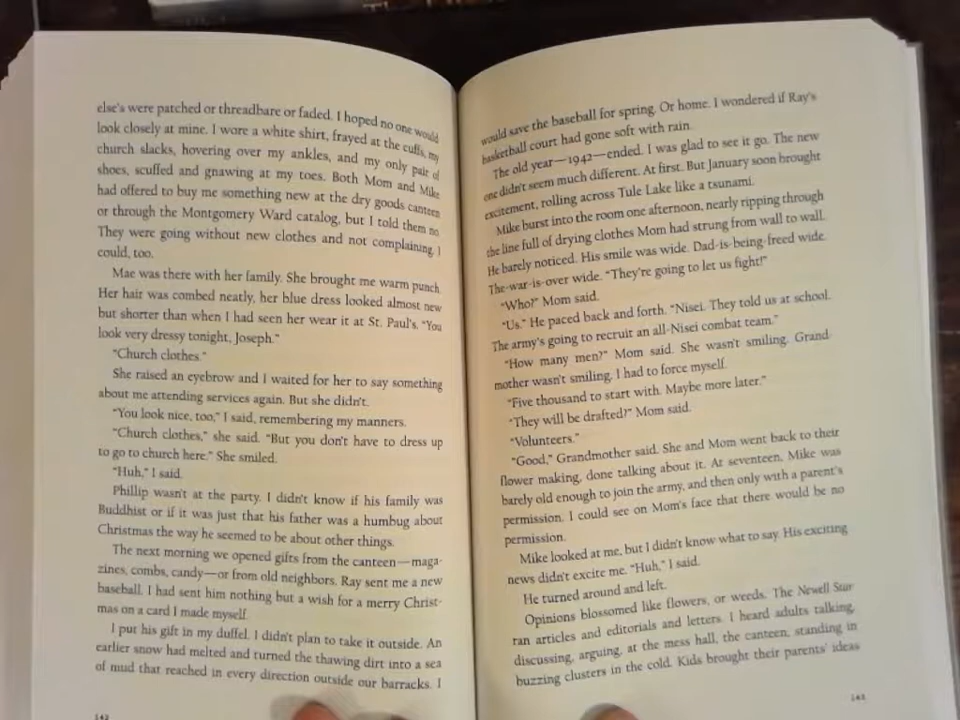 else's were patched or threadbare or faded. I hoped no one would
look closely at mine. I wore a white shirt, frayed at the cuffs, my
church slacks, hovering over my ankles, and my only pair of
shoes, scuffed and gnawing at my toes. Both Mom and Mike
had offered to buy me something new at the dry goods canteen
or through the Montgomery Ward catalog, but I told them no.
They were going without new clothes and not complaining. I
could, too.
Mae was there with her family. She brought me warm punch.
Her hair was combed neatly, her blue dress looked almost new
but shorter than when I had seen her wear it at St. Paul's. "You
look very dressy tonight, Joseph."
"Church clothes."
She raised an eyebrow and I waited for her to say something
about me attending services again. But she didn't.
"You look nice, too," I said, remembering my manners.
"Church clothes," she said. "But you don't have to dress up
to go to church here." She smiled.
"Huh," I said.
Phillip wasn't at the party. I didn't know if his family was
Buddhist or if it was just that his father was a humbug about
Christmas the way he seemed to be about other things.
The next morning we opened gifts from the canteen—maga-
zines, combs, candy—or from old neighbors. Ray sent me a new
baseball. I had sent him nothing but a wish for a merry Christ-
mas on a card I made myself.
I put his gift in my duffel. I didn't plan to take it outside. An
earlier snow had melted and turned the thawing dirt into a sea
of mud that reached in every direction outside our barracks. I
142
would save the baseball for spring. Or home. I wondered if Ray's
basketball court had gone soft with rain.
The old year—1942—ended. I was glad to see it go. The new
one didn't seem much different. At first. But January soon brought
excitement, rolling across Tule Lake like a tsunami.
Mike burst into the room one afternoon, nearly ripping through
the line full of drying clothes Mom had strung from wall to wall.
He barely noticed. His smile was wide. Dad-is-being-freed wide.
The-war-is-over wide. "They're going to let us fight!"
"Who?" Mom said.
"Us." He paced back and forth. "Nisei. They told us at school.
The army's going to recruit an all-Nisei combat team."
"How many men?" Mom said. She wasn't smiling. Grand-
mother wasn't smiling. I had to force myself.
"Five thousand to start with. Maybe more later."
"They will be drafted?" Mom said.
"Volunteers."
"Good," Grandmother said. She and Mom went back to their
flower making, done talking about it. At seventeen, Mike was
barely old enough to join the army, and then only with a parent's
permission. I could see on Mom's face that there would be no
permission.
Mike looked at me, but I didn't know what to say. His exciting
news didn't excite me. "Huh," I said.
He turned around and left.
Opinions blossomed like flowers, or weeds. The Newell Star
ran articles and editorials and letters. I heard adults talking,
discussing, arguing, at the mess hall, the canteen, standing in
buzzing clusters in the cold. Kids brought their parents' ideas
143